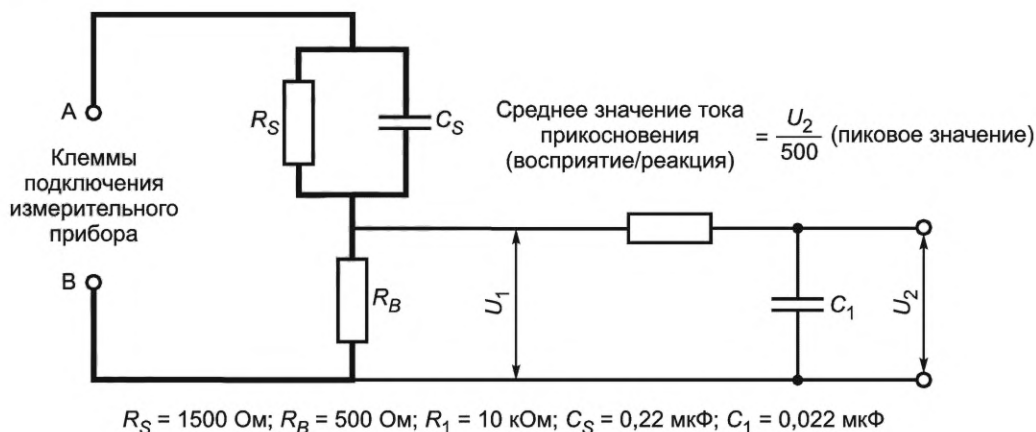 A
Клеммы
подключения
измерительного
прибора
B
R_S
C_S
R_B
Среднее значение тока
прикосновения
(восприятие/реакция)
= U_2/500 (пиковое значение)
U_1
C_1
U_2
R_S = 1500 Ом; R_B = 500 Ом; R_1 = 10 кОм; C_S = 0,22 мкФ; C_1 = 0,022 мкФ